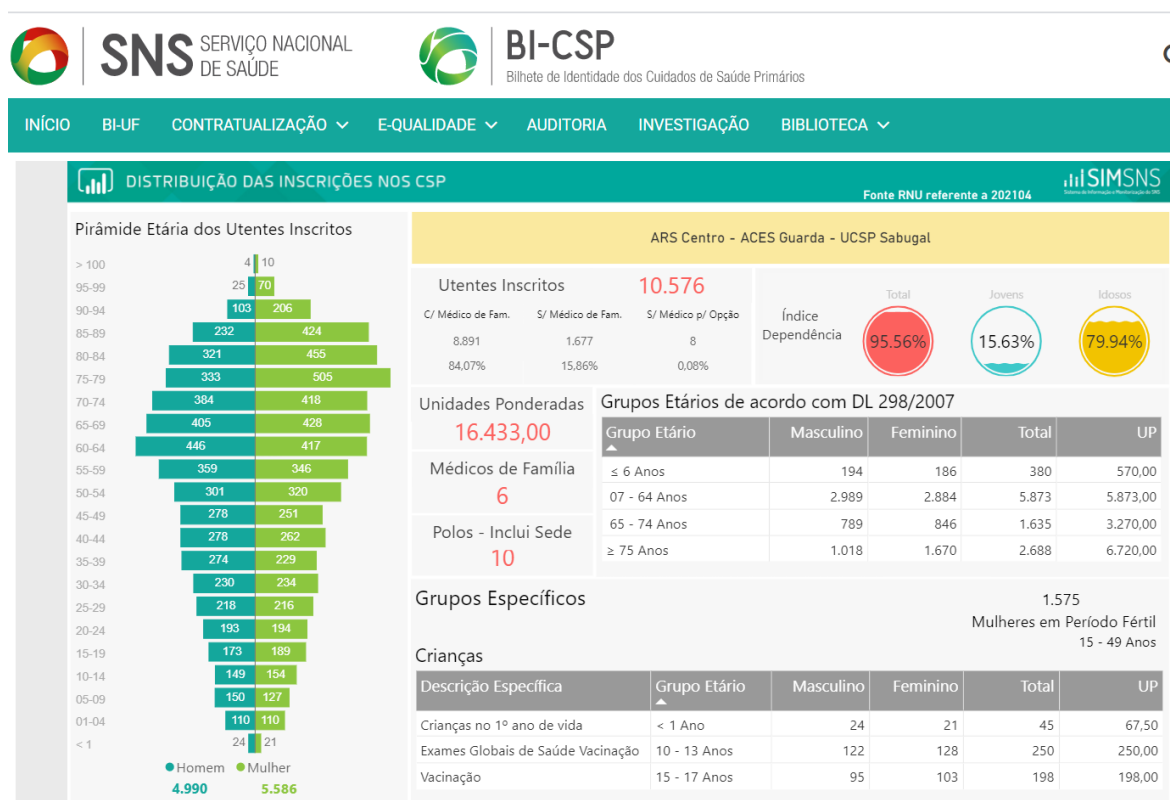 SNS SERVIÇO NACIONAL DE SAÚDE
BI-CSP
Bilhete de Identidade dos Cuidados de Saúde Primários
INÍCIO BI-UF CONTRATUALIZAÇÃO E-QUALIDADE AUDITORIA INVESTIGAÇÃO BIBLIOTECA
DISTRIBUIÇÃO DAS INSCRIÇÕES NOS CSP
Fonte RNU referente a 202104
SIMSNS
Sistema de Informação e Monitorização do SNS
Pirâmide Etária dos Utentes Inscritos
> 100 4 10
95-99 25 70
90-94 103 206
85-89 232 424
80-84 321 455
75-79 333 505
70-74 384 418
65-69 405 428
60-64 446 417
55-59 359 346
50-54 301 320
45-49 278 251
40-44 278 262
35-39 274 229
30-34 230 234
25-29 218 216
20-24 193 194
15-19 173 189
10-14 149 154
05-09 150 127
01-04 110 110
< 1 24 21
Homem Mulher
4.990 5.586
ARS Centro - ACES Guarda - UCSP Sabugal
Utentes Inscritos 10.576
C/ Médico de Fam. S/ Médico de Fam. S/ Médico p/ Opção
8.891 1.677 8
84,07% 15,86% 0,08%
Índice Dependência
Total Jovens Idosos
95.56% 15.63% 79.94%
Unidades Ponderadas
16.433,00
Médicos de Família
6
Polos - Inclui Sede
10
Grupos Etários de acordo com DL 298/2007
Grupo Etário Masculino Feminino Total UP
≤ 6 Anos 194 186 380 570,00
07 - 64 Anos 2.989 2.884 5.873 5.873,00
65 - 74 Anos 789 846 1.635 3.270,00
≥ 75 Anos 1.018 1.670 2.688 6.720,00
Grupos Específicos
1.575
Mulheres em Período Fértil
15 - 49 Anos
Crianças
Descrição Específica Grupo Etário Masculino Feminino Total UP
Crianças no 1º ano de vida < 1 Ano 24 21 45 67,50
Exames Globais de Saúde Vacinação 10 - 13 Anos 122 128 250 250,00
Vacinação 15 - 17 Anos 95 103 198 198,00